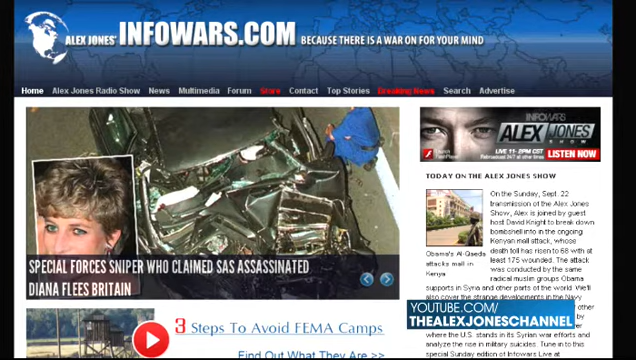 ALEX JONES' INFOWARS.COM BECAUSE THERE IS A WAR ON FOR YOUR MIND
Home Alex Jones Radio Show News Multimedia Forum Store Contact Top Stories Breaking News Search Advertise
SPECIAL FORCES SNIPER WHO CLAIMED SAS ASSASSINATED
DIANA FLEES BRITAIN
3 Steps To Avoid FEMA Camps
Find Out What They Are >>
INFOWARS
ALEX JONES
SHOW
LIVE 11-2PM CST
LISTEN NOW
TODAY ON THE ALEX JONES SHOW
On the Sunday, Sept. 22
transmission of the Alex Jones
Show, Alex is joined by guest
host David Knight to break down
bombshell info in the ongoing
Kenyan mall attack, whose
death toll has risen to 68 with at
least 175 wounded. The attack
was conducted by the same
radical muslim groups Obama
Obama's Al-Qaeda
attacks mall in
Kenya
supports in Syria and other parts of the world. We'll
also cover the strange developments in the Navy
other
YOUTUBE.COM/
THEALEXJONESCHANNEL
where the U.S. stands in its Syrian war efforts and
analyze the rise in military suicides. Tune in to this
special Sunday edition of Infowars Live at